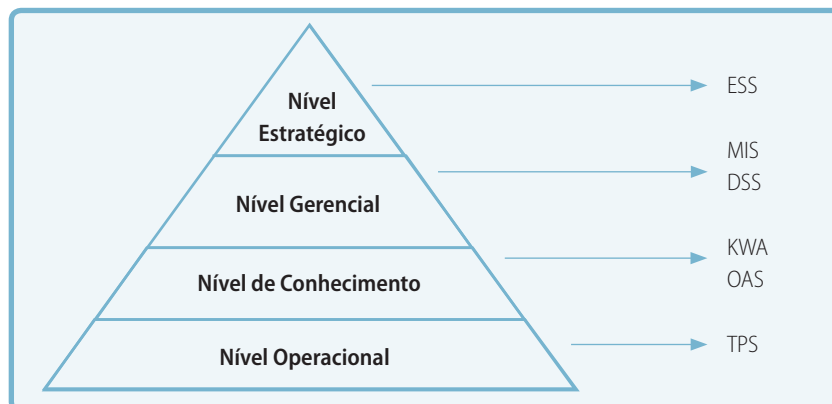 Nível
Estratégico
ESS
Nível Gerencial
MIS
DSS
Nível de Conhecimento
KWA
OAS
Nível Operacional
TPS